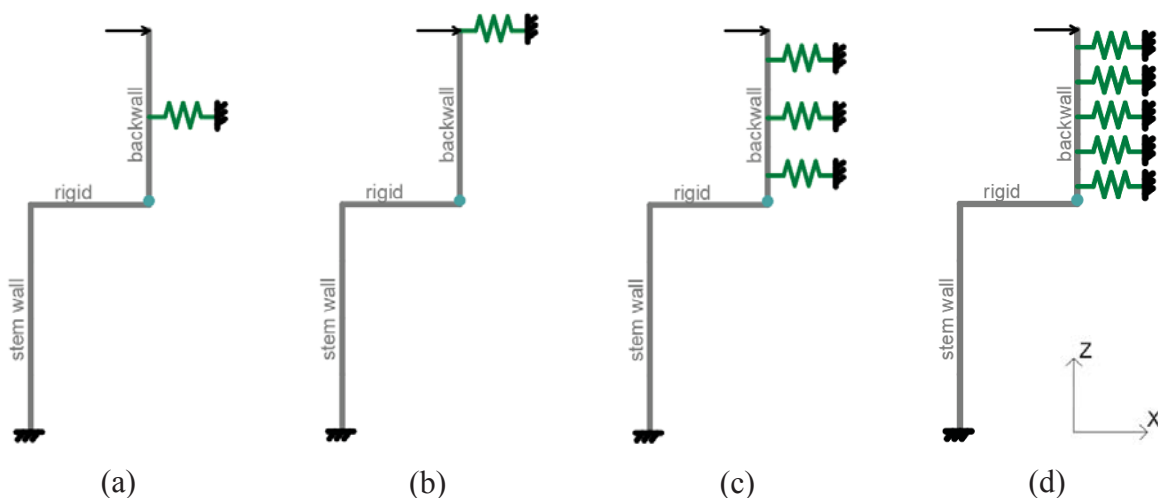 backwall
rigid
stem wall
(a)
backwall
rigid
stem wall
(b)
backwall
rigid
stem wall
(c)
backwall
rigid
stem wall
Z
X
(d)